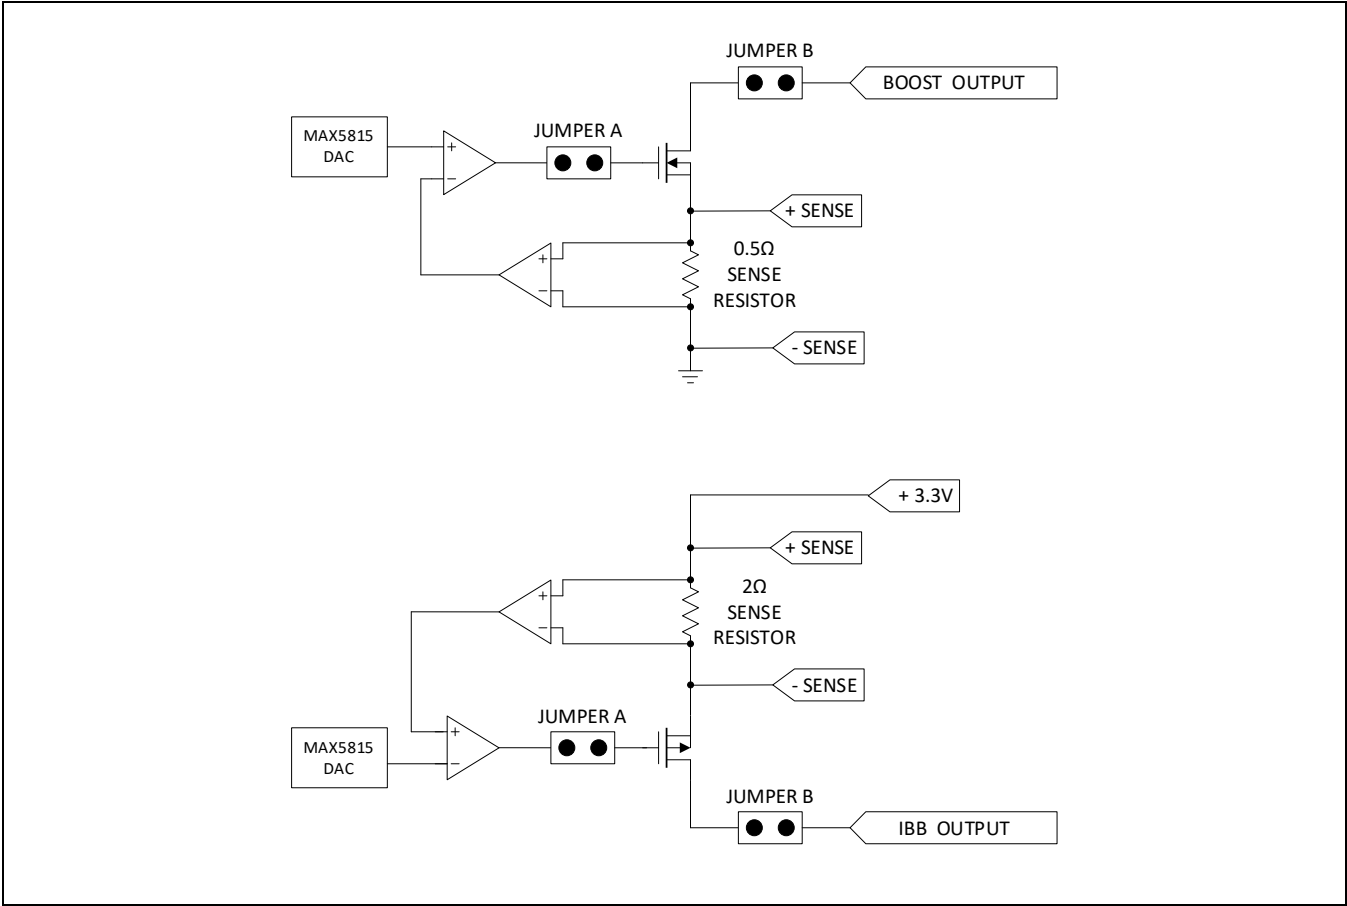 JUMPER B
BOOST OUTPUT
MAX5815
DAC
+
−
JUMPER A
+ SENSE
+
−
0.5Ω
SENSE
RESISTOR
- SENSE
+ 3.3V
+ SENSE
+
−
2Ω
SENSE
RESISTOR
- SENSE
MAX5815
DAC
+
−
JUMPER A
JUMPER B
IBB OUTPUT